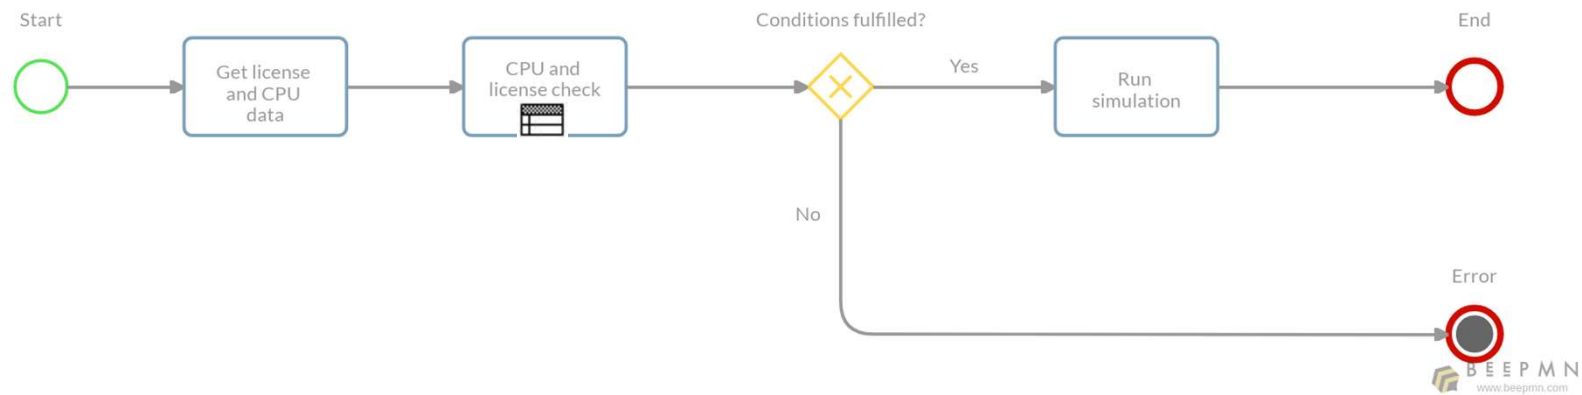 Start
Conditions fulfilled?
End
Get license
and CPU
data
CPU and
license check
Yes
Run
simulation
No
Error
BEEPMN
www.beepmn.com